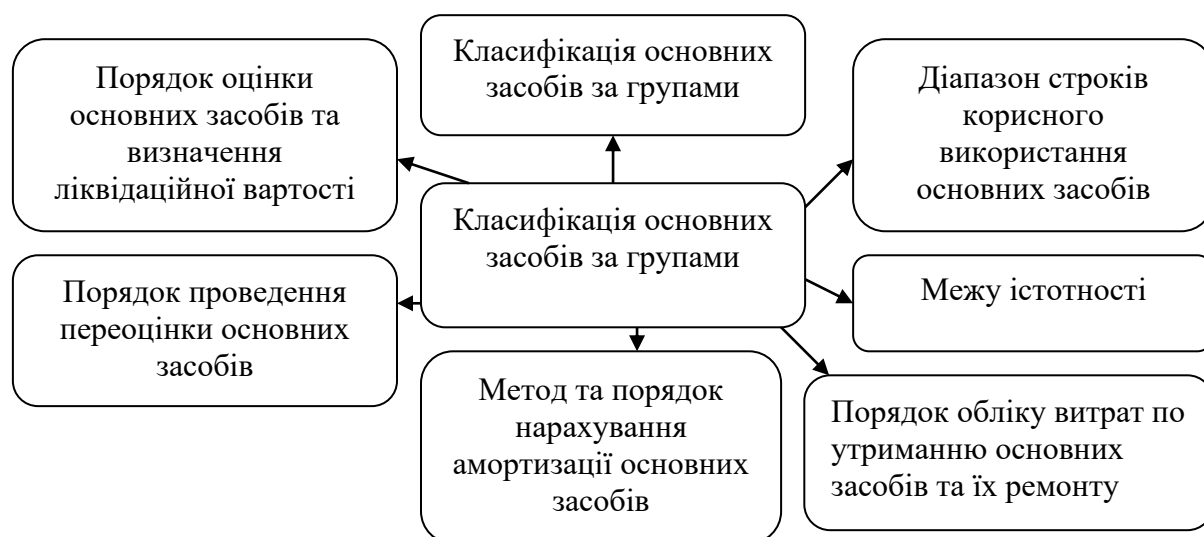 Порядок оцінки
основних засобів та
визначення
ліквідаційної вартості
Класифікація основних
засобів за групами
Діапазон строків
корисного
використання
основних засобів
Класифікація основних
засобів за групами
Порядок проведення
переоцінки основних
засобів
Межу істотності
Метод та порядок
нарахування
амортизації основних
засобів
Порядок обліку витрат по
утриманню основних
засобів та їх ремонту